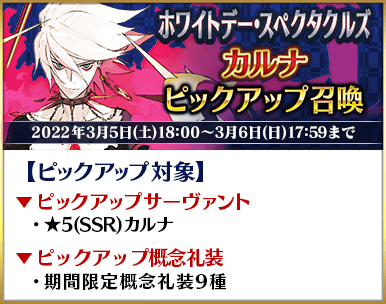 ホワイトデー・スペクタクルズ
カルナ
ピックアップ召喚
2022年3月5日(土)18:00～3月6日(日)17:59まで
【ピックアップ対象】
▼ピックアップサーヴァント
・★5(SSR)カルナ
▼ピックアップ概念礼装
・期間限定概念礼装9種